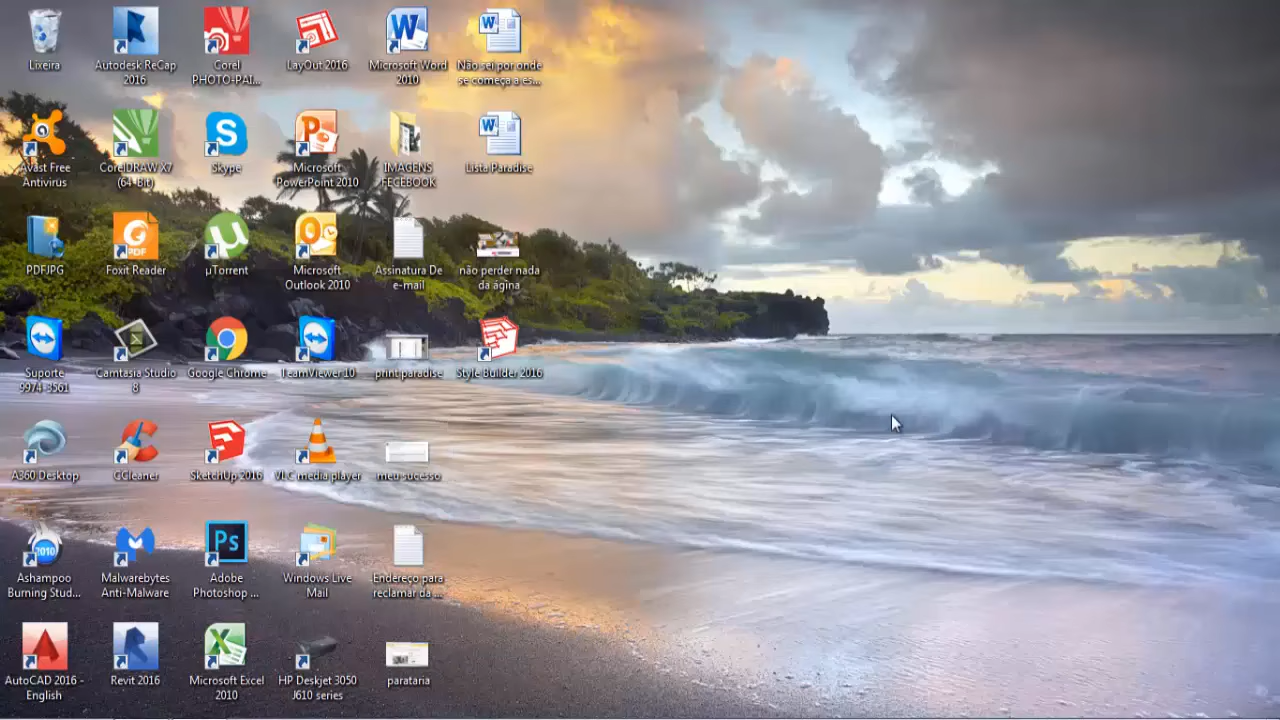 Lixeira
Autodesk ReCap
2016
Corel
PHOTO-PAI...
LayOut 2016
Microsoft Word
2010
Não sei por onde
se começa a es...
Avast Free
Antivirus
CorelDRAW X7
(64-Bit)
Skype
Microsoft
PowerPoint 2010
IMAGENS
FECEBOOK
Lista Paradise
PDFJPG
Foxit Reader
µTorrent
Microsoft
Outlook 2010
Assinatura De
e-mail
não perder nada
da ágina
Suporte
9974-3561
Camtasia Studio
8
Google Chrome
TeamViewer 10
print paradise
Style Builder 2016
A360 Desktop
CCleaner
SketchUp 2016
VLC media player
meu sucesso
Ashampoo
Burning Stud...
Malwarebytes
Anti-Malware
Adobe
Photoshop ...
Windows Live
Mail
Endereço para
reclamar da ...
AutoCAD 2016 -
English
Revit 2016
Microsoft Excel
2010
HP Deskjet 3050
J610 series
parataria